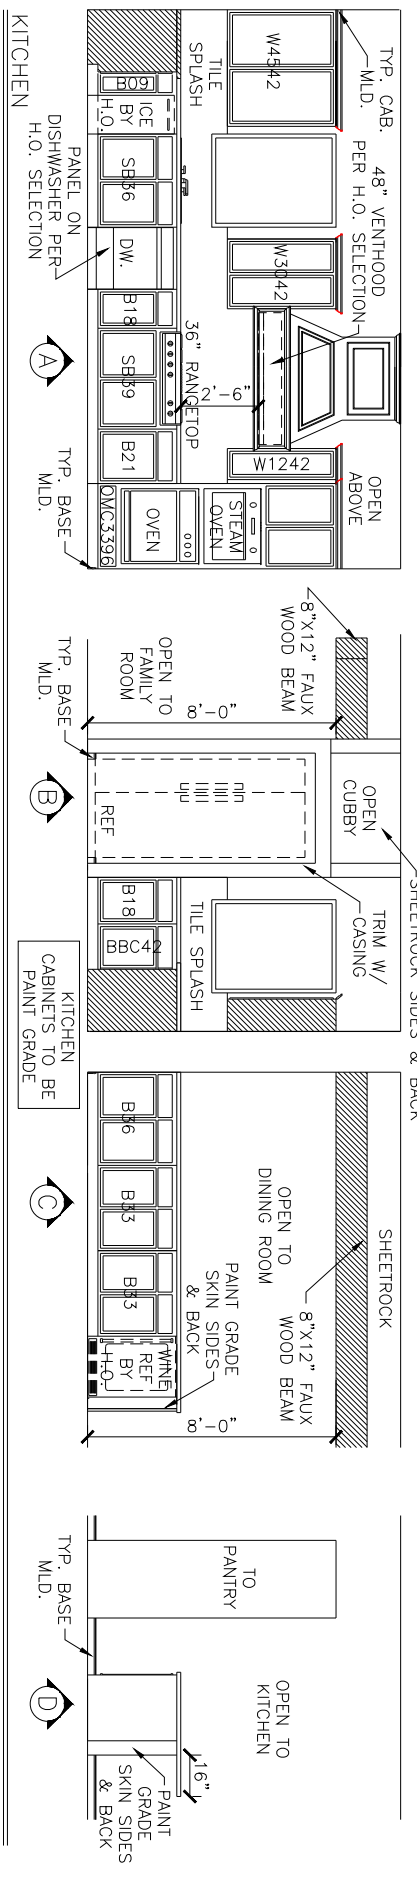 KITCHEN
TYP. CAB.
MLD.
48" VENTHOOD
PER H.O. SELECTION
OPEN
ABOVE
W4542
W3042
W1242
TILE
SPLASH
2'-6"
36" RANGETOP
STEAM
OVEN
OVEN
B09
ICE
BY
H.O.
SB36
DW.
B18
SB39
B21
OMC3396
PANEL ON
DISHWASHER PER
H.O. SELECTION
TYP. BASE
MLD.
A
8"X12" FAUX
WOOD BEAM
OPEN TO
FAMILY
ROOM
8'-0"
OPEN
CUBBY
SHEETROCK SIDES & BACK
TRIM W/
CASING
REF
TILE SPLASH
B18
BBC42
TYP. BASE
MLD.
B
KITCHEN
CABINETS TO BE
PAINT GRADE
SHEETROCK
8"X12" FAUX
WOOD BEAM
OPEN TO
DINING ROOM
PAINT GRADE
SKIN SIDES
& BACK
8'-0"
B36
B33
B33
WINE
REF
BY
H.O.
C
TO
PANTRY
OPEN TO
KITCHEN
16"
PAINT
GRADE
SKIN SIDES
& BACK
TYP. BASE
MLD.
D